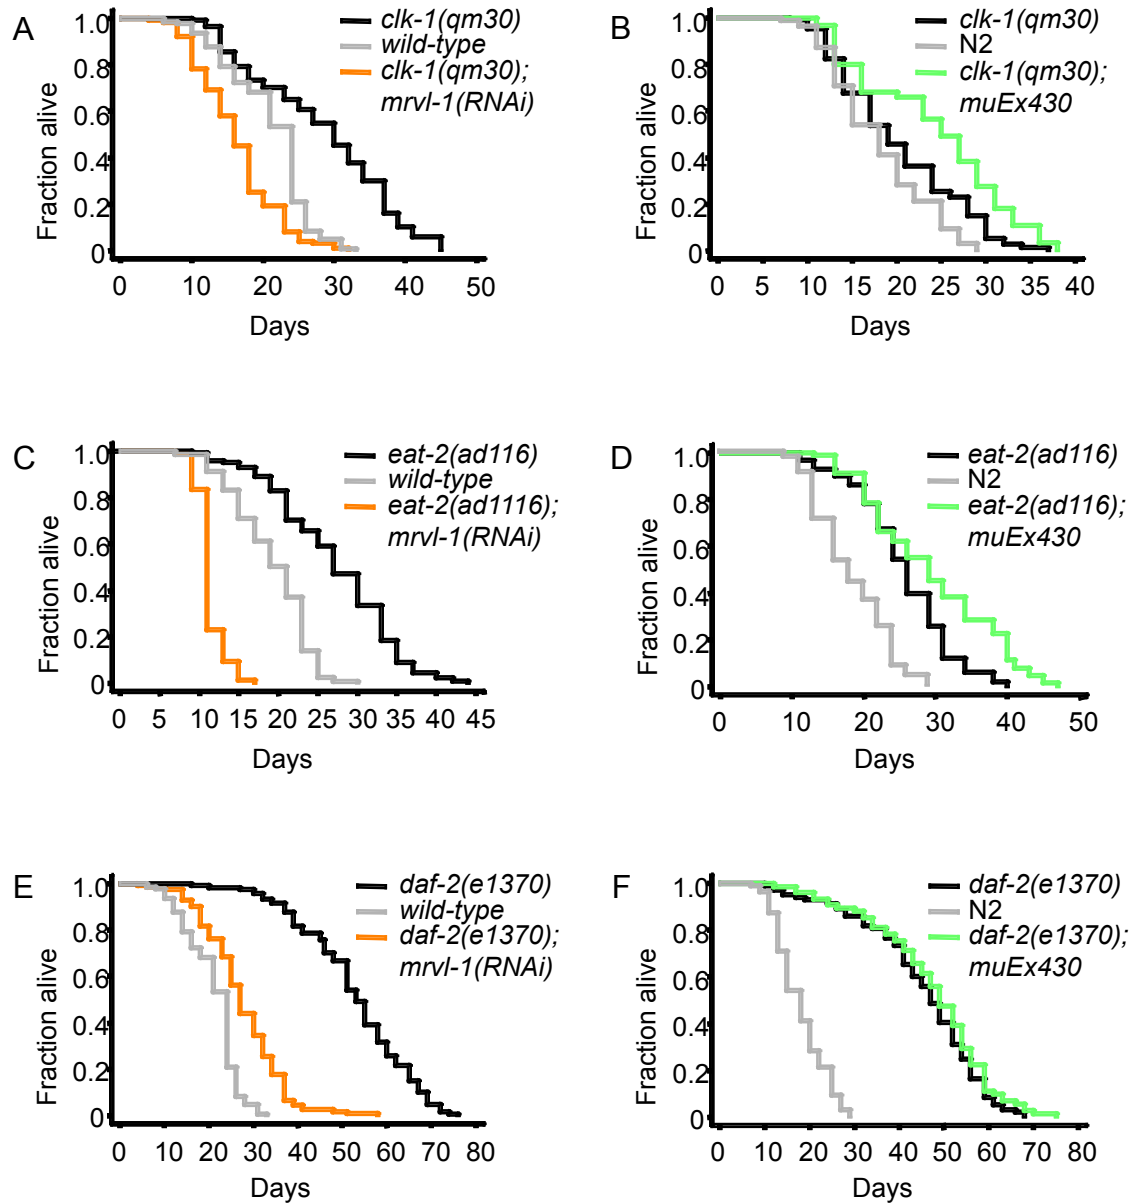 A
clk-1(qm30)
wild-type
clk-1(qm30);
mrvl-1(RNAi)
Fraction alive
1.0
0.8
0.6
0.4
0.2
0
0 10 20 30 40 50
Days
B
clk-1(qm30)
N2
clk-1(qm30);
muEx430
Fraction alive
1.0
0.8
0.6
0.4
0.2
0
0 5 10 15 20 25 30 35 40
Days
C
eat-2(ad116)
wild-type
eat-2(ad1116);
mrvl-1(RNAi)
Fraction alive
1.0
0.8
0.6
0.4
0.2
0
0 5 10 15 20 25 30 35 40 45
Days
D
eat-2(ad116)
N2
eat-2(ad116);
muEx430
Fraction alive
1.0
0.8
0.6
0.4
0.2
0
0 10 20 30 40 50
Days
E
daf-2(e1370)
wild-type
daf-2(e1370);
mrvl-1(RNAi)
Fraction alive
1.0
0.8
0.6
0.4
0.2
0
0 10 20 30 40 50 60 70 80
Days
F
daf-2(e1370)
N2
daf-2(e1370);
muEx430
Fraction alive
1.0
0.8
0.6
0.4
0.2
0
0 10 20 30 40 50 60 70 80
Days